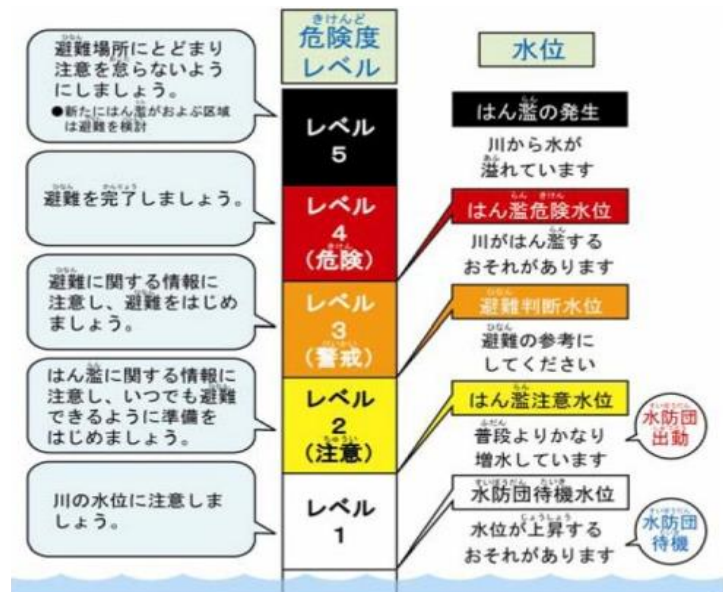 危険度
レベル
水位
避難場所にとどまり
注意を怠らないよう
にしましょう。
●新たにはん濫がおよぶ区域
は避難を検討
レベル
5
はん濫の発生
川から水が
溢れています
避難を完了しましょう。
レベル
4
(危険)
はん濫危険水位
川がはん濫する
おそれがあります
避難に関する情報に
注意し、避難をはじめ
ましょう。
レベル
3
(警戒)
避難判断水位
避難の参考に
してください
はん濫に関する情報に
注意し、いつでも避難
できるように準備を
はじめましょう。
レベル
2
(注意)
はん濫注意水位
普段よりかなり
増水しています
水防団
出動
川の水位に注意しま
しょう。
レベル
1
水防団待機水位
水位が上昇する
おそれがあります
水防団
待機